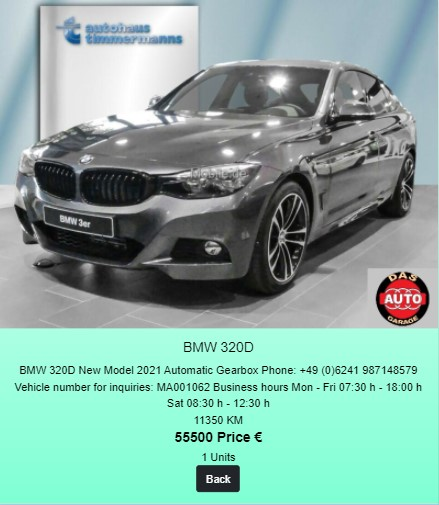 autohaus
timmermanns
Mobile.de
BMW 3er
DAS
AUTO
GARAGE
BMW 320D
BMW 320D New Model 2021 Automatic Gearbox Phone: +49 (0)6241 987148579
Vehicle number for inquiries: MA001062 Business hours Mon - Fri 07:30 h - 18:00 h
Sat 08:30 h - 12:30 h
11350 KM
55500 Price €
1 Units
Back